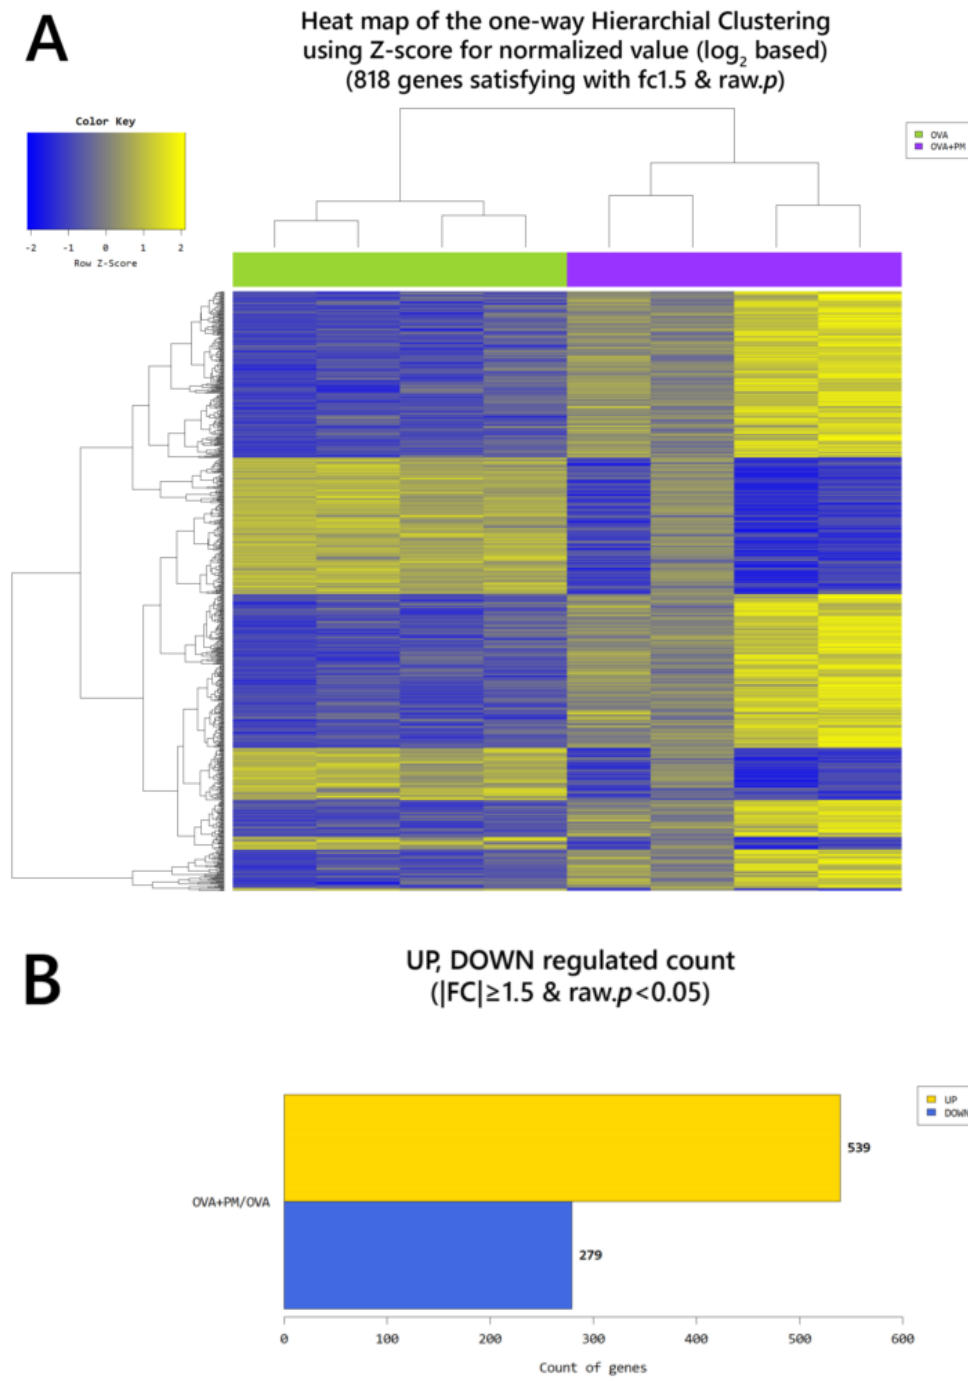 A
Heat map of the one-way Hierarchial Clustering
using Z-score for normalized value (log2 based)
(818 genes satisfying with fc1.5 & raw.p)
Color Key
-2 -1 0 1 2
Row Z-Score
OVA
OVA+PM
B
UP, DOWN regulated count
(|FC|≥1.5 & raw.p<0.05)
UP
DOWN
539
OVA+PM/OVA
279
0 100 200 300 400 500 600
Count of genes